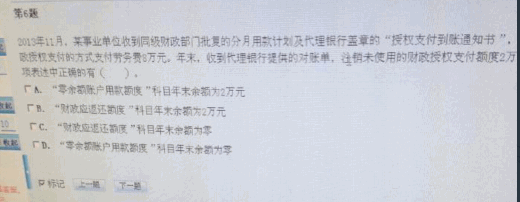 第6题
2013年11月，某事业单位收到同级财政部门批复的分月用款计划及代理银行盖章的“授权支付到账通知书”，
政授权支付的方式支付劳务费8万元。年末，收到代理银行提供的对账单，注销未使用的财政授权支付额度2万
项表述中正确的有（ ）。
A．“零余额账户用款额度”科目年末余额为2万元
B．“财政应返还额度”科目年末余额为2万元
C．“财政应返还额度”科目年末余额为零
D．“零余额账户用款额度”科目年末余额为零
标记 上一题 下一题